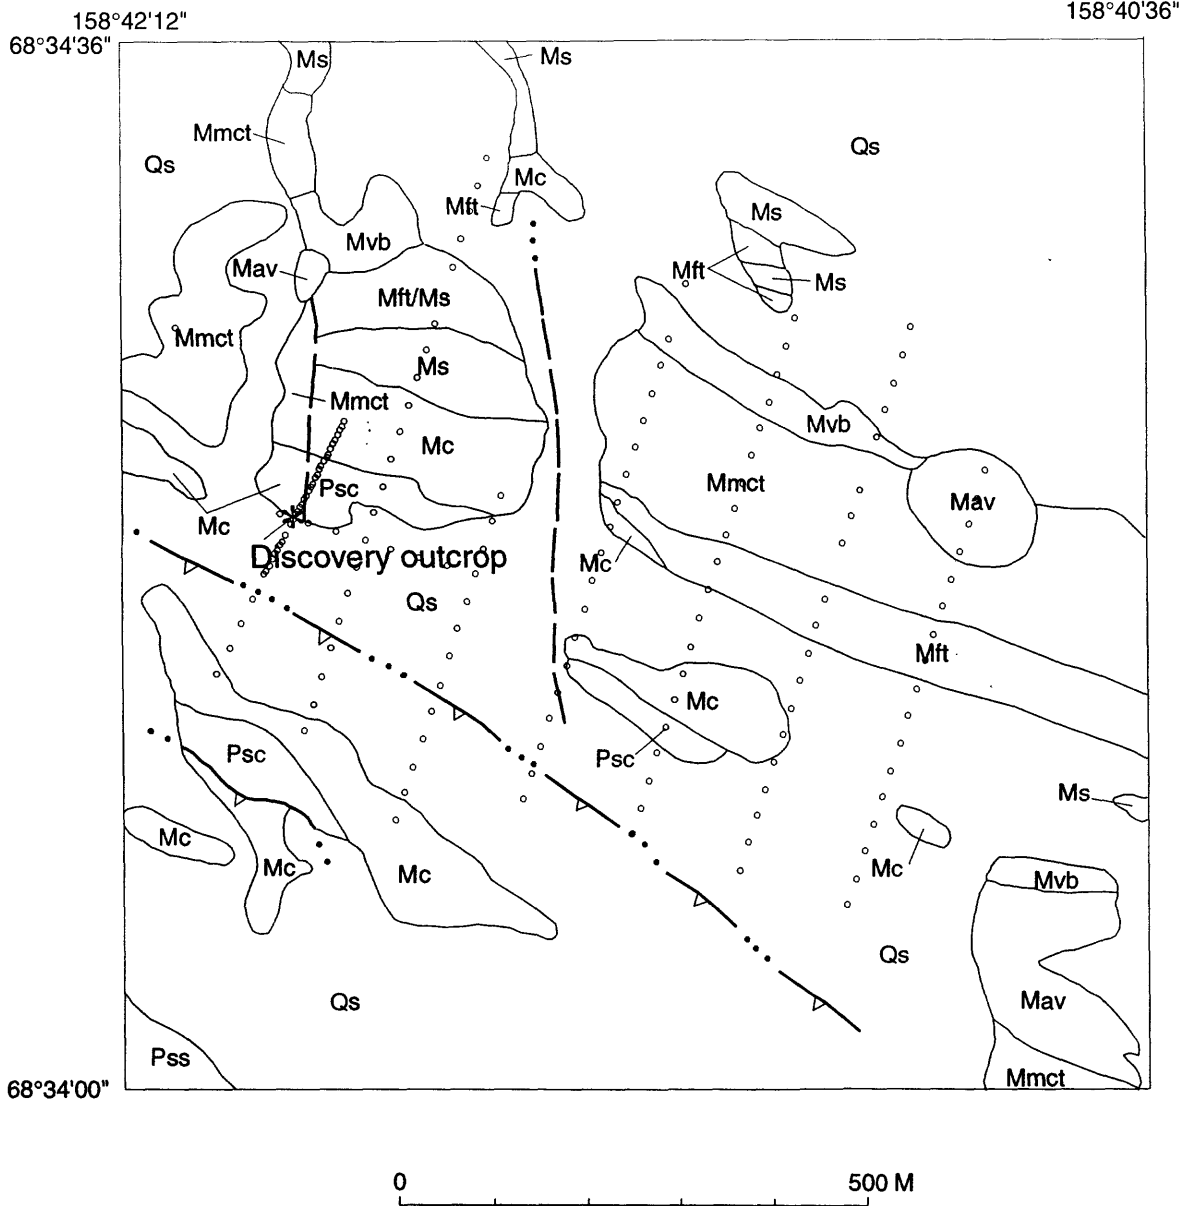 158°42'12"
158°40'36"
68°34'36"
Ms
Ms
Mmct
Qs
Qs
Mc
Mft
Ms
Mvb
Mav
Mft
Ms
Mft/Ms
Mmct
Ms
Mmct
Mvb
Mc
Psc
Mmct
Mav
Mc
Discovery outcrop
Mc
Qs
Mft
Mc
Psc
Psc
Ms
Mc
Mc
Mc
Mc
Mvb
Qs
Qs
Mav
Pss
Mmct
68°34'00"
0 500 M